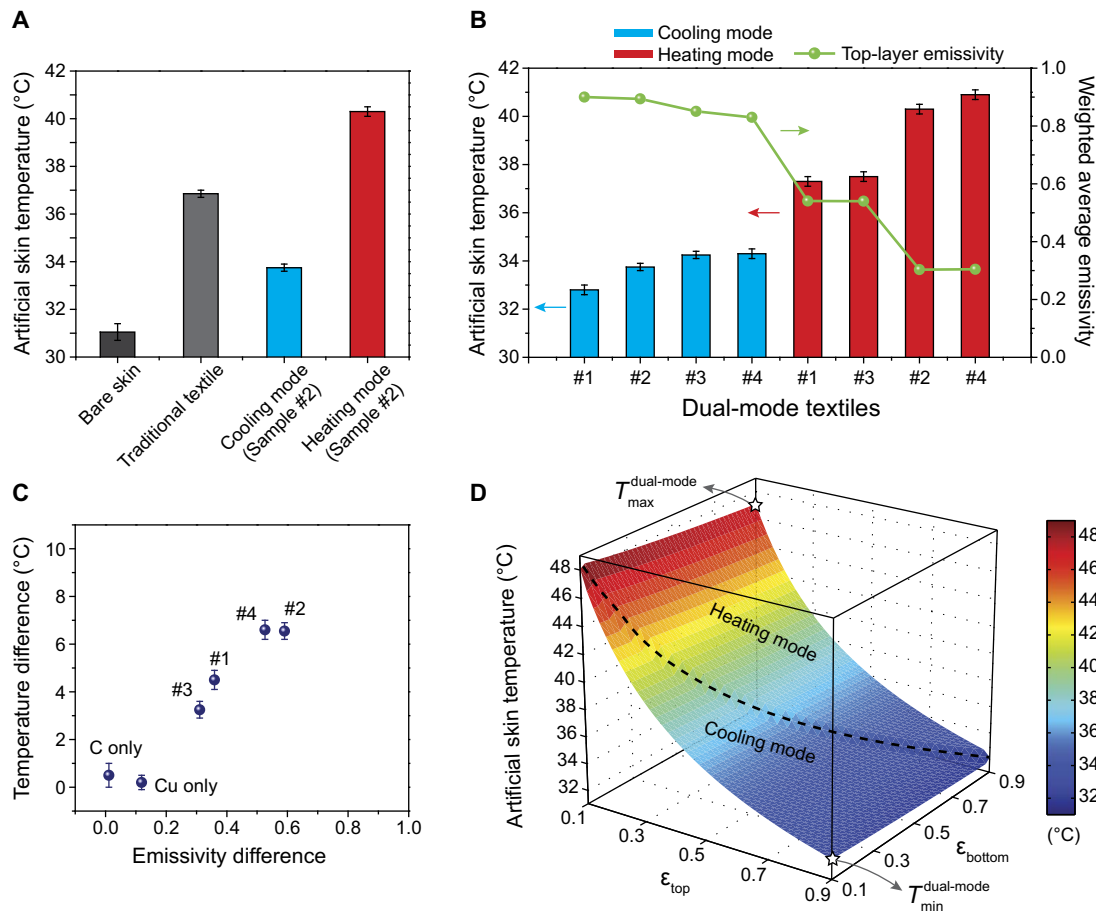 A
Artificial skin temperature (°C)
42
40
38
36
34
32
30
Bare skin
Traditional textile
Cooling mode
(Sample #2)
Heating mode
(Sample #2)
B
Cooling mode
Heating mode
Top-layer emissivity
Artificial skin temperature (°C)
42
40
38
36
34
32
30
1.0
0.8
0.6
0.4
0.2
0.0
Weighted average emissivity
#1 #2 #3 #4 #1 #3 #2 #4
Dual-mode textiles
C
Temperature difference (°C)
10
8
6
4
2
0
#4 #2
#1
#3
C only
Cu only
0.0 0.2 0.4 0.6 0.8 1.0
Emissivity difference
D
T max dual-mode
Artificial skin temperature (°C)
48
46
44
42
40
38
36
34
32
Heating mode
Cooling mode
0.1 0.3 0.5 0.7 0.9
ε top
0.1 0.3 0.5 0.7 0.9
ε bottom
T min dual-mode
48
46
44
42
40
38
36
34
32
(°C)